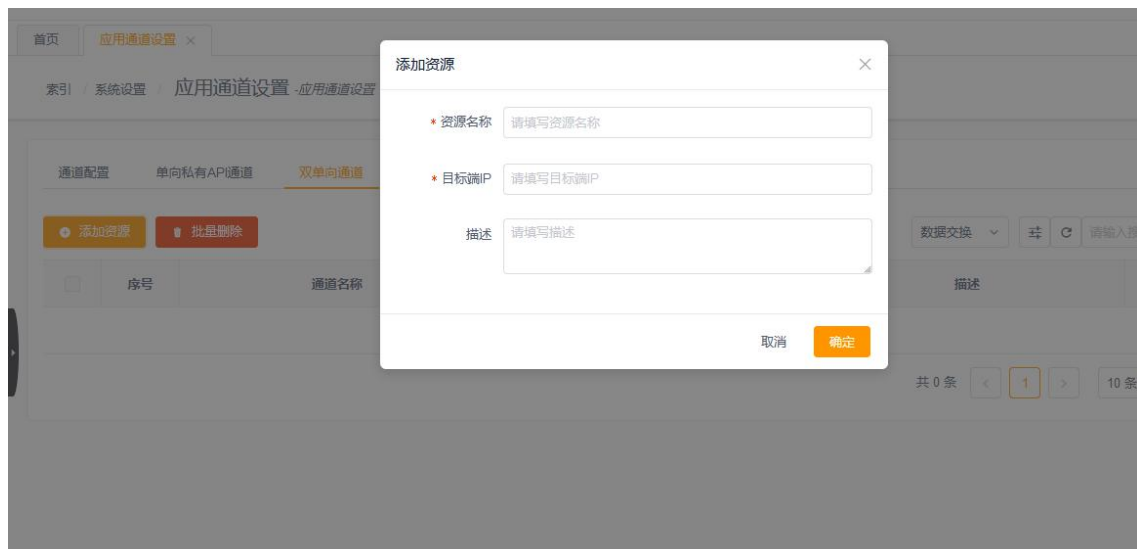 首页 应用通道设置
索引 / 系统设置 / 应用通道设置 -应用通道设置
通道配置 单向私有API通道 双单向通道
添加资源 批量删除
数据交换 请输入搜
序号 通道名称 描述
共 0 条 1 10 条
添加资源
* 资源名称 请填写资源名称
* 目标端IP 请填写目标端IP
描述 请填写描述
取消 确定